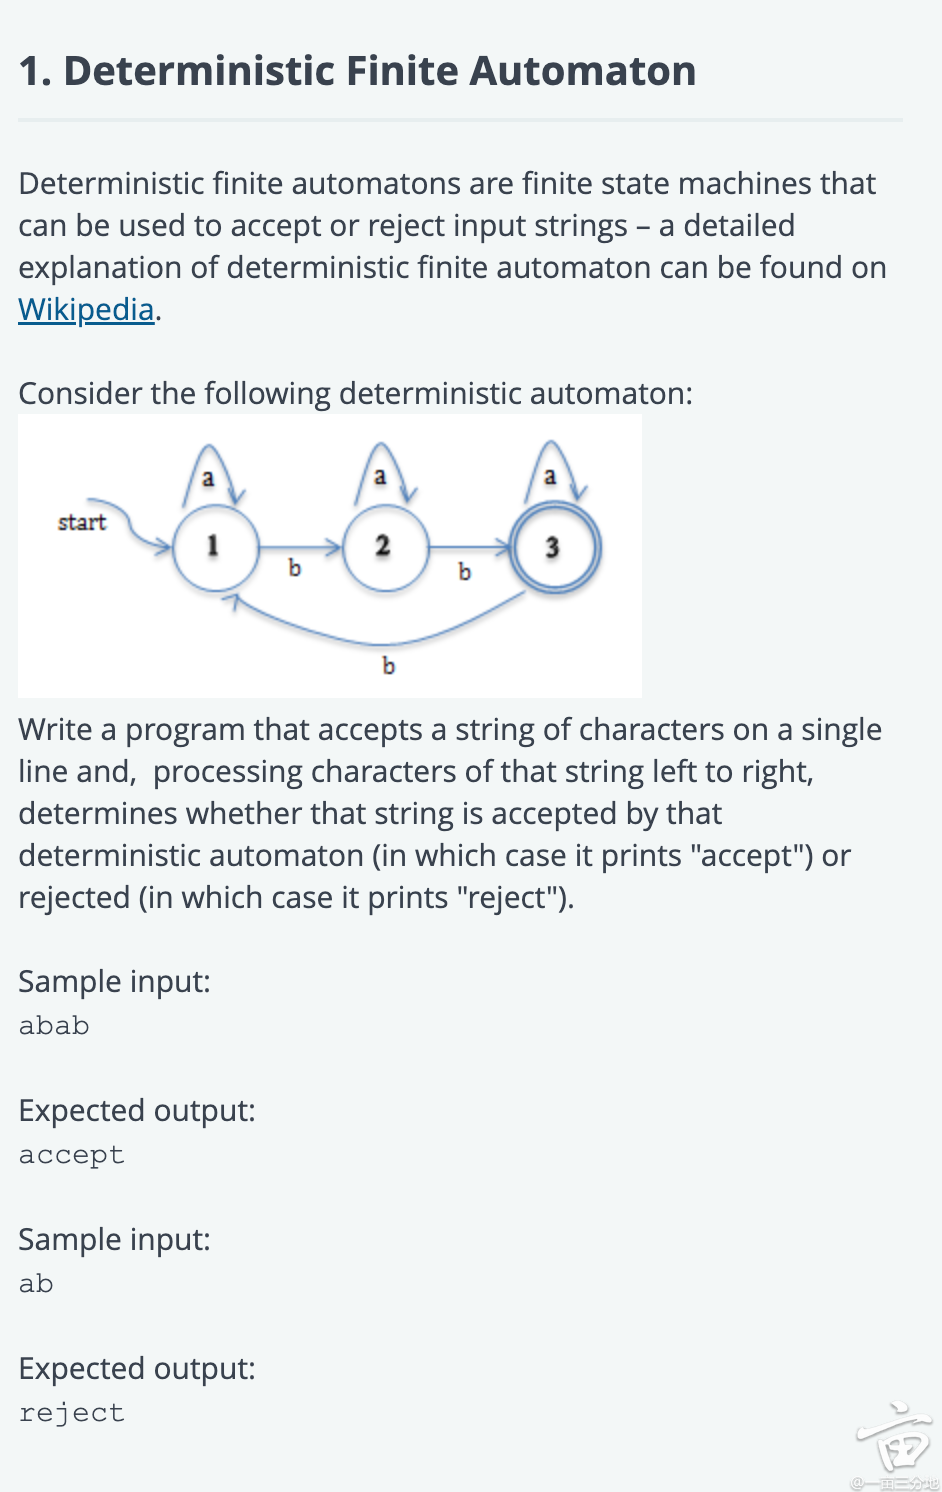 1. Deterministic Finite Automaton
Deterministic finite automatons are finite state machines that
can be used to accept or reject input strings – a detailed
explanation of deterministic finite automaton can be found on
Wikipedia.
Consider the following deterministic automaton:
a a a
start 1 2 3
b b
b
Write a program that accepts a string of characters on a single
line and,  processing characters of that string left to right,
determines whether that string is accepted by that
deterministic automaton (in which case it prints "accept") or
rejected (in which case it prints "reject").
Sample input:
abab
Expected output:
accept
Sample input:
ab
Expected output:
reject
亩
@一亩三分地